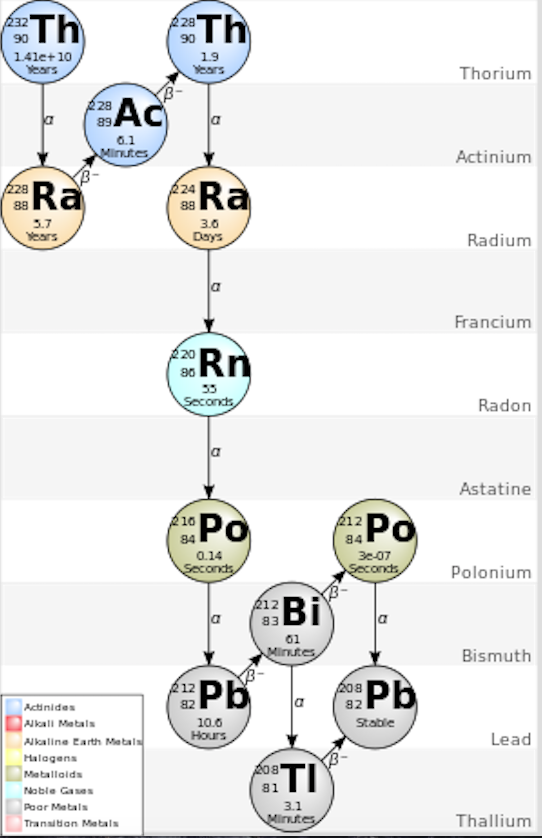 232
90
Th
1.41e+10
Years
228
90
Th
1.9
Years
Thorium
α
β⁻
α
228
89
Ac
6.1
Minutes
Actinium
β⁻
228
88
Ra
5.7
Years
224
88
Ra
3.6
Days
Radium
α
Francium
220
86
Rn
55
Seconds
Radon
α
Astatine
216
84
Po
0.14
Seconds
212
84
Po
3e-07
Seconds
Polonium
α
β⁻
α
212
83
Bi
61
Minutes
Bismuth
β⁻
212
82
Pb
10.6
Hours
α
208
82
Pb
Stable
Lead
β⁻
208
81
Tl
3.1
Minutes
Thallium
Actinides
Alkali Metals
Alkaline Earth Metals
Halogens
Metalloids
Noble Gases
Poor Metals
Transition Metals